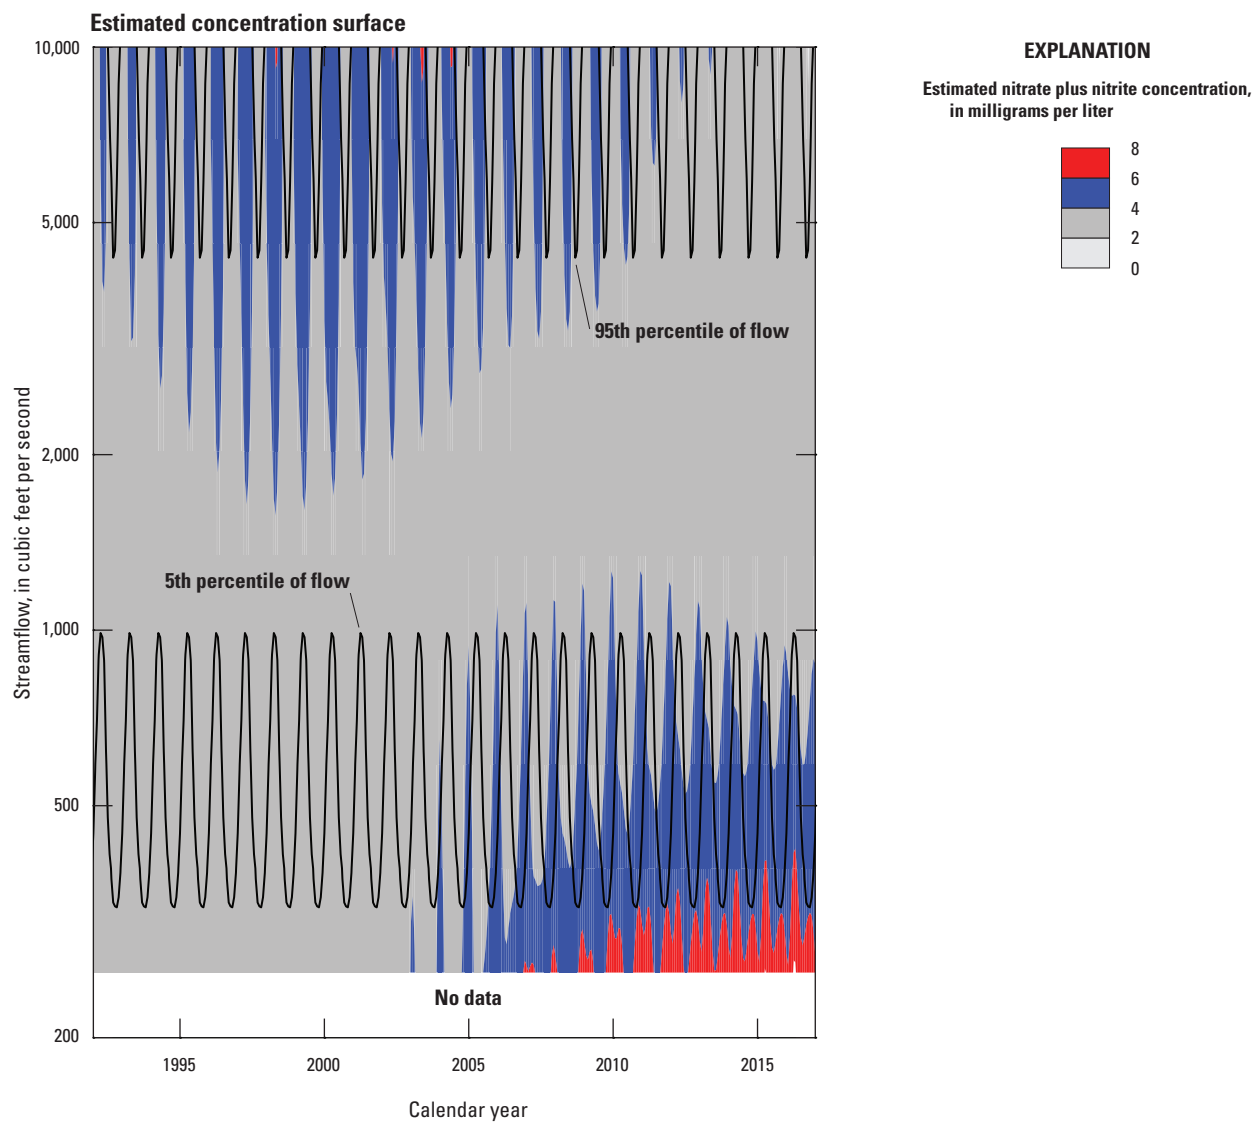 Estimated concentration surface
10,000
5,000
2,000
1,000
500
200
Streamflow, in cubic feet per second
95th percentile of flow
5th percentile of flow
No data
1995
2000
2005
2010
2015
Calendar year
EXPLANATION
Estimated nitrate plus nitrite concentration,
in milligrams per liter
8
6
4
2
0